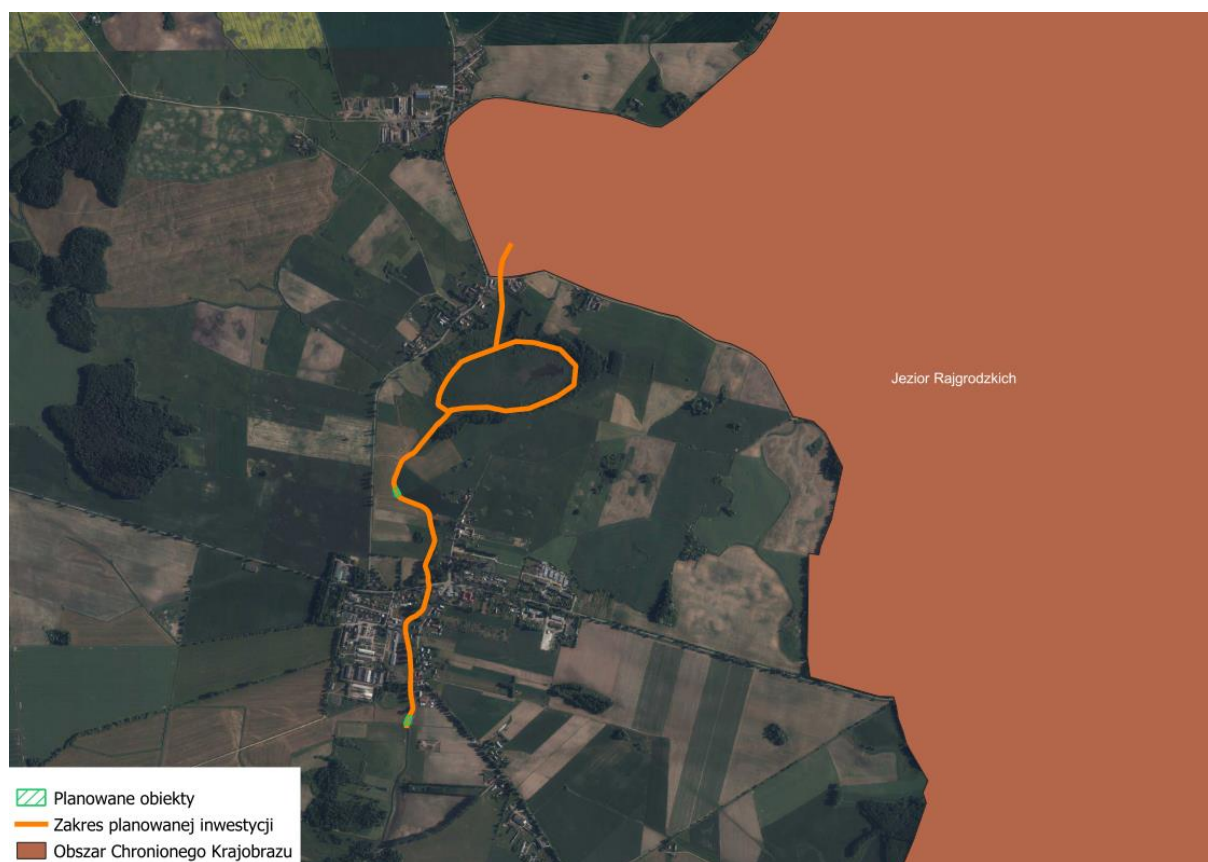 Jezior Rajgrodzkich
Planowane obiekty
Zakres planowanej inwestycji
Obszar Chronionego Krajobrazu